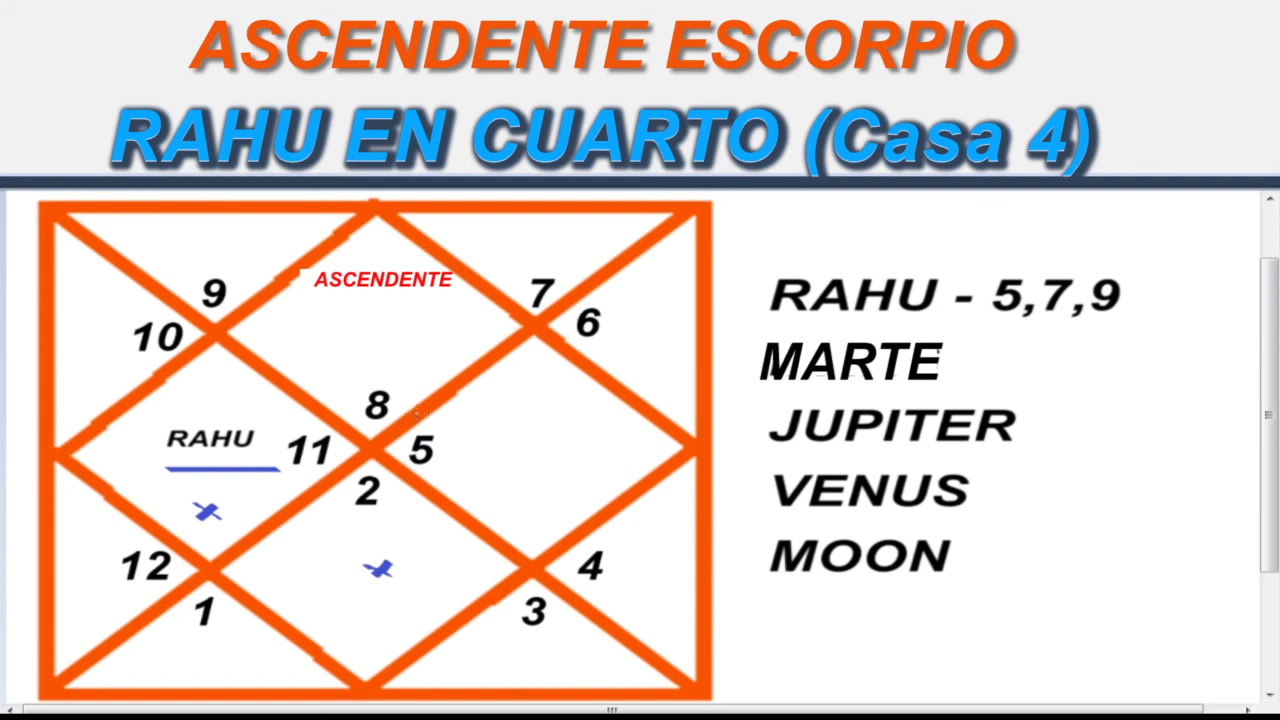 ASCENDENTE ESCORPIO
RAHU EN CUARTO (Casa 4)
ASCENDENTE
9
7
10
6
8
RAHU
11
5
2
12
4
1
3
RAHU - 5,7,9
MARTE
JUPITER
VENUS
MOON